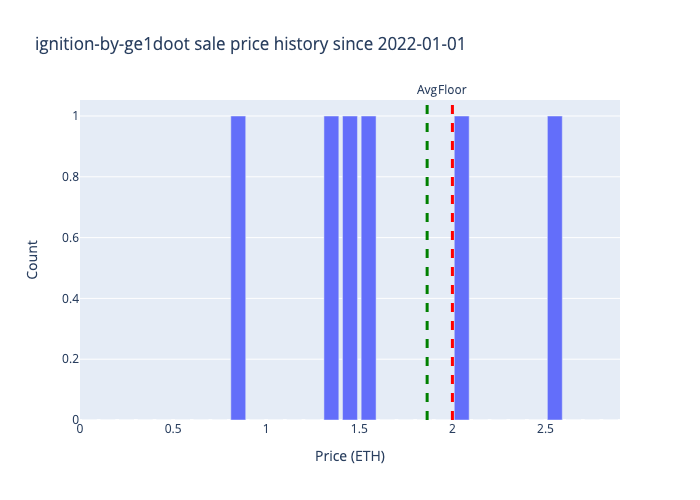 ignition-by-ge1doot sale price history since 2022-01-01
AvgFloor
1
0.8
0.6
0.4
0.2
0
0 0.5 1 1.5 2 2.5
Count
Price (ETH)